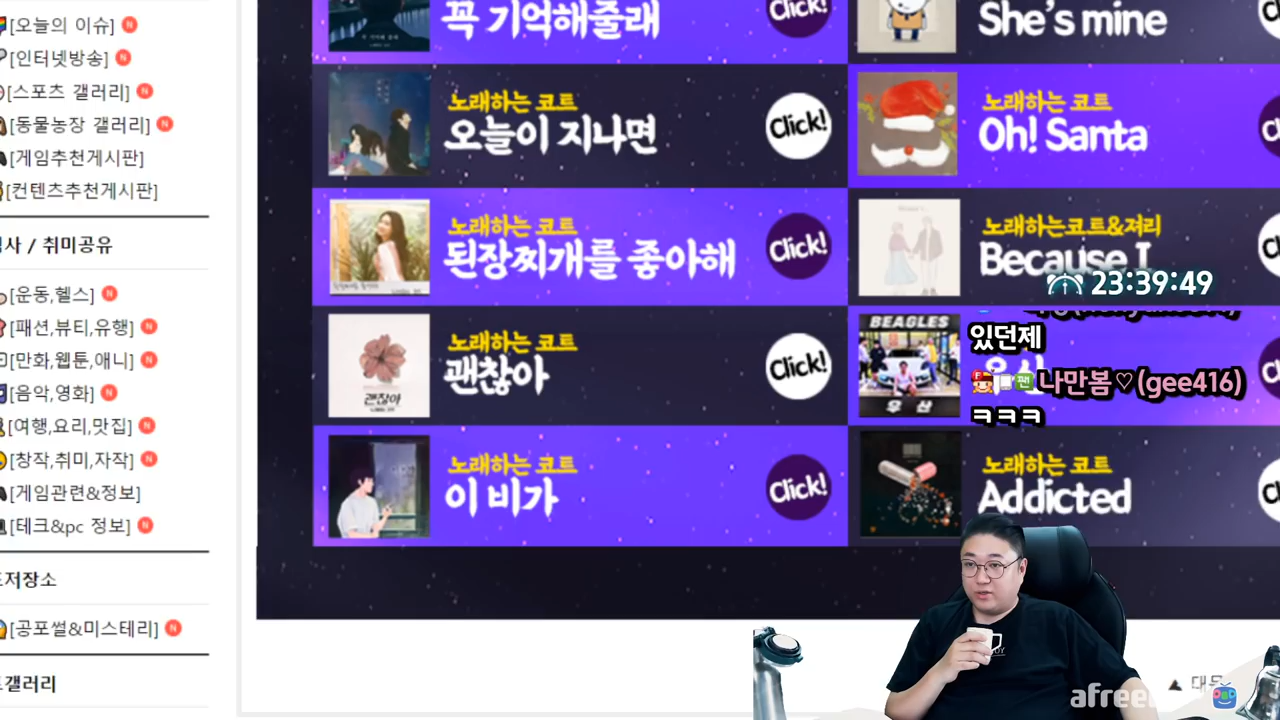 [오늘의 이슈] N
[인터넷방송] N
[스포츠 갤러리] N
[동물농장 갤러리] N
[게임추천게시판]
[컨텐츠추천게시판]
/ 취미공유
[운동,헬스] N
[패션,뷰티,유행] N
[만화,웹툰,애니] N
[음악,영화] N
[여행,요리,맛집] N
[창작,취미,자작] N
[게임관련&정보]
[테크&pc 정보] N
저장소
[공포썰&미스테리] N
갤러리
꼭 기억해줄래
Click!
She's mine
노래하는 코트
오늘이 지나면
Click!
노래하는 코트
Oh! Santa
노래하는 코트
된장찌개를 좋아해
Click!
노래하는코트&져리
Because I
23:39:49
노래하는 코트
괜찮아
Click!
괜찮아
BEAGLES
우 산
있던제
팬 나만봄♡(gee416)
ㅋㅋㅋ
노래하는 코트
이 비가
Click!
노래하는 코트
Addicted